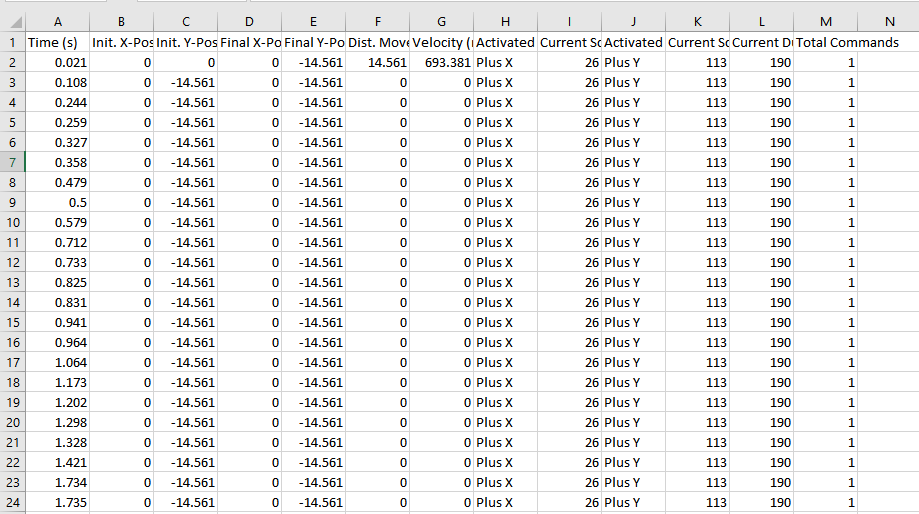 A B C D E F G H I J K L M N
1 Time (s) Init. X-Pos Init. Y-Pos Final X-Po Final Y-Po Dist. Move Velocity ( Activated Current So Activated Current So Current Du Total Commands
2 0.021 0 0 0 -14.561 14.561 693.381 Plus X 26 Plus Y 113 190 1
3 0.108 0 -14.561 0 -14.561 0 0 Plus X 26 Plus Y 113 190 1
4 0.244 0 -14.561 0 -14.561 0 0 Plus X 26 Plus Y 113 190 1
5 0.259 0 -14.561 0 -14.561 0 0 Plus X 26 Plus Y 113 190 1
6 0.327 0 -14.561 0 -14.561 0 0 Plus X 26 Plus Y 113 190 1
7 0.358 0 -14.561 0 -14.561 0 0 Plus X 26 Plus Y 113 190 1
8 0.479 0 -14.561 0 -14.561 0 0 Plus X 26 Plus Y 113 190 1
9 0.5 0 -14.561 0 -14.561 0 0 Plus X 26 Plus Y 113 190 1
10 0.579 0 -14.561 0 -14.561 0 0 Plus X 26 Plus Y 113 190 1
11 0.712 0 -14.561 0 -14.561 0 0 Plus X 26 Plus Y 113 190 1
12 0.733 0 -14.561 0 -14.561 0 0 Plus X 26 Plus Y 113 190 1
13 0.825 0 -14.561 0 -14.561 0 0 Plus X 26 Plus Y 113 190 1
14 0.831 0 -14.561 0 -14.561 0 0 Plus X 26 Plus Y 113 190 1
15 0.941 0 -14.561 0 -14.561 0 0 Plus X 26 Plus Y 113 190 1
16 0.964 0 -14.561 0 -14.561 0 0 Plus X 26 Plus Y 113 190 1
17 1.064 0 -14.561 0 -14.561 0 0 Plus X 26 Plus Y 113 190 1
18 1.173 0 -14.561 0 -14.561 0 0 Plus X 26 Plus Y 113 190 1
19 1.202 0 -14.561 0 -14.561 0 0 Plus X 26 Plus Y 113 190 1
20 1.298 0 -14.561 0 -14.561 0 0 Plus X 26 Plus Y 113 190 1
21 1.328 0 -14.561 0 -14.561 0 0 Plus X 26 Plus Y 113 190 1
22 1.421 0 -14.561 0 -14.561 0 0 Plus X 26 Plus Y 113 190 1
23 1.734 0 -14.561 0 -14.561 0 0 Plus X 26 Plus Y 113 190 1
24 1.735 0 -14.561 0 -14.561 0 0 Plus X 26 Plus Y 113 190 1